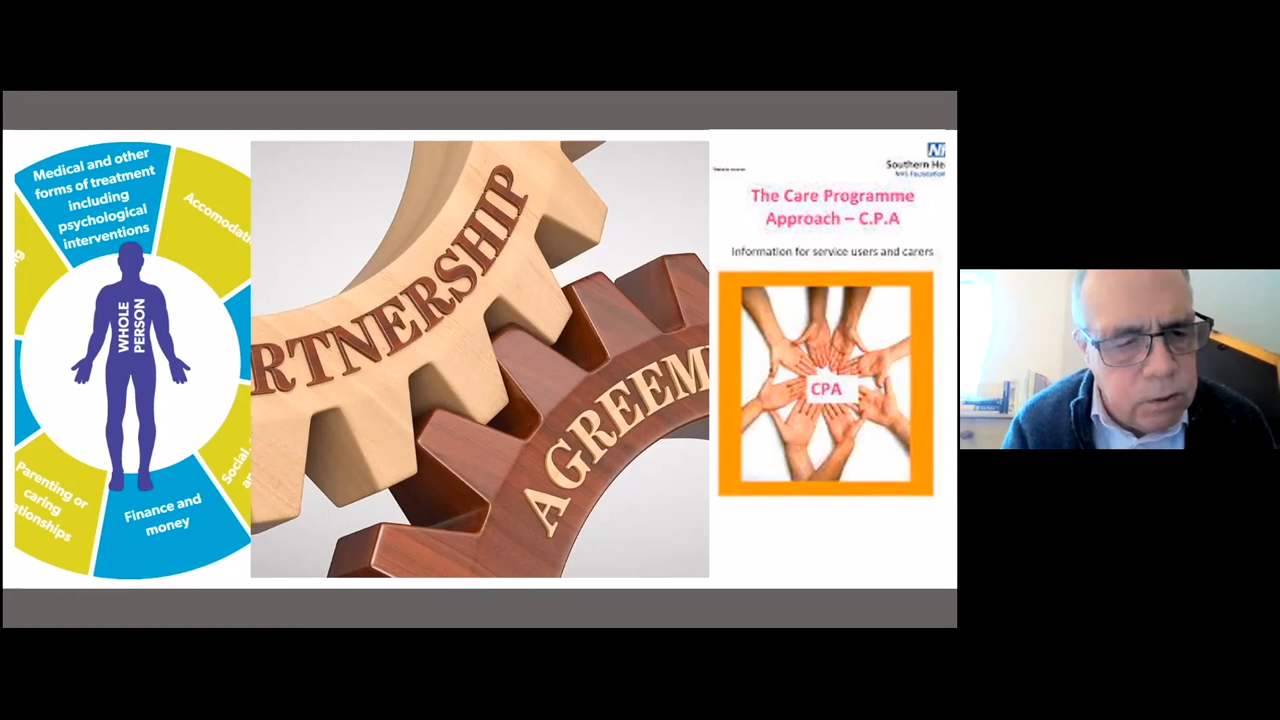 Medical and other
forms of treatment
including
psychological
interventions
Accomodati
WHOLE
PERSON
Parenting or
caring
ationships
Finance and
money
Social,
RTNERSHIP
AGREEM
Southern He
NHS Foundation
The Care Programme
Approach – C.P.A
Information for service users and carers
CPA